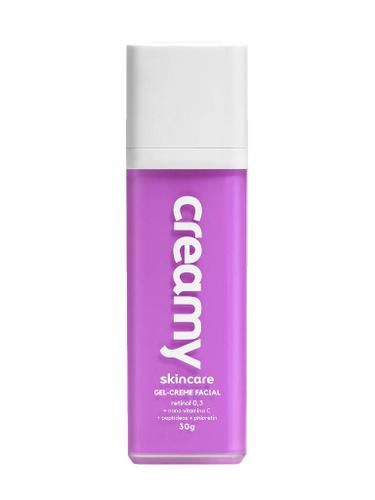 creamy
skincare
GEL-CREME FACIAL
retinol 0,3
+ nano vitamina C
+ peptídeos + phloretin
30g